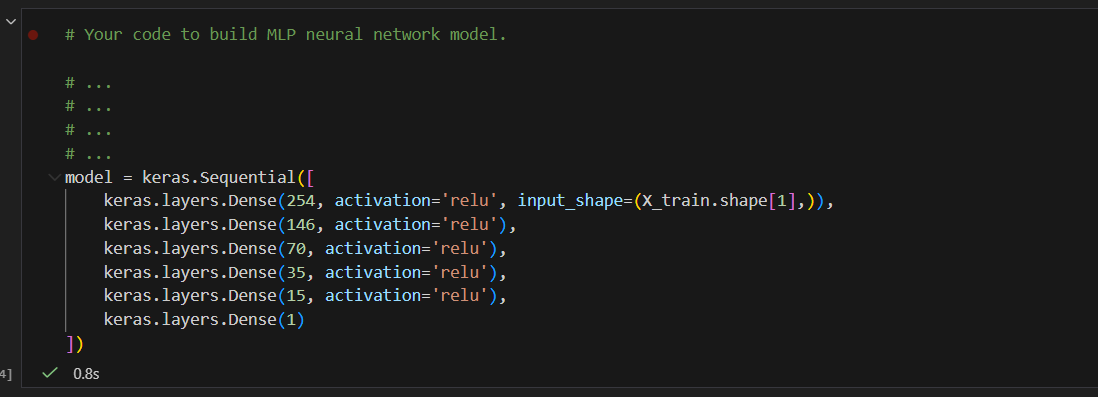 # Your code to build MLP neural network model.
# ...
# ...
# ...
# ...
model = keras.Sequential([
    keras.layers.Dense(254, activation='relu', input_shape=(X_train.shape[1],)),
    keras.layers.Dense(146, activation='relu'),
    keras.layers.Dense(70, activation='relu'),
    keras.layers.Dense(35, activation='relu'),
    keras.layers.Dense(15, activation='relu'),
    keras.layers.Dense(1)
])
4] 0.8s